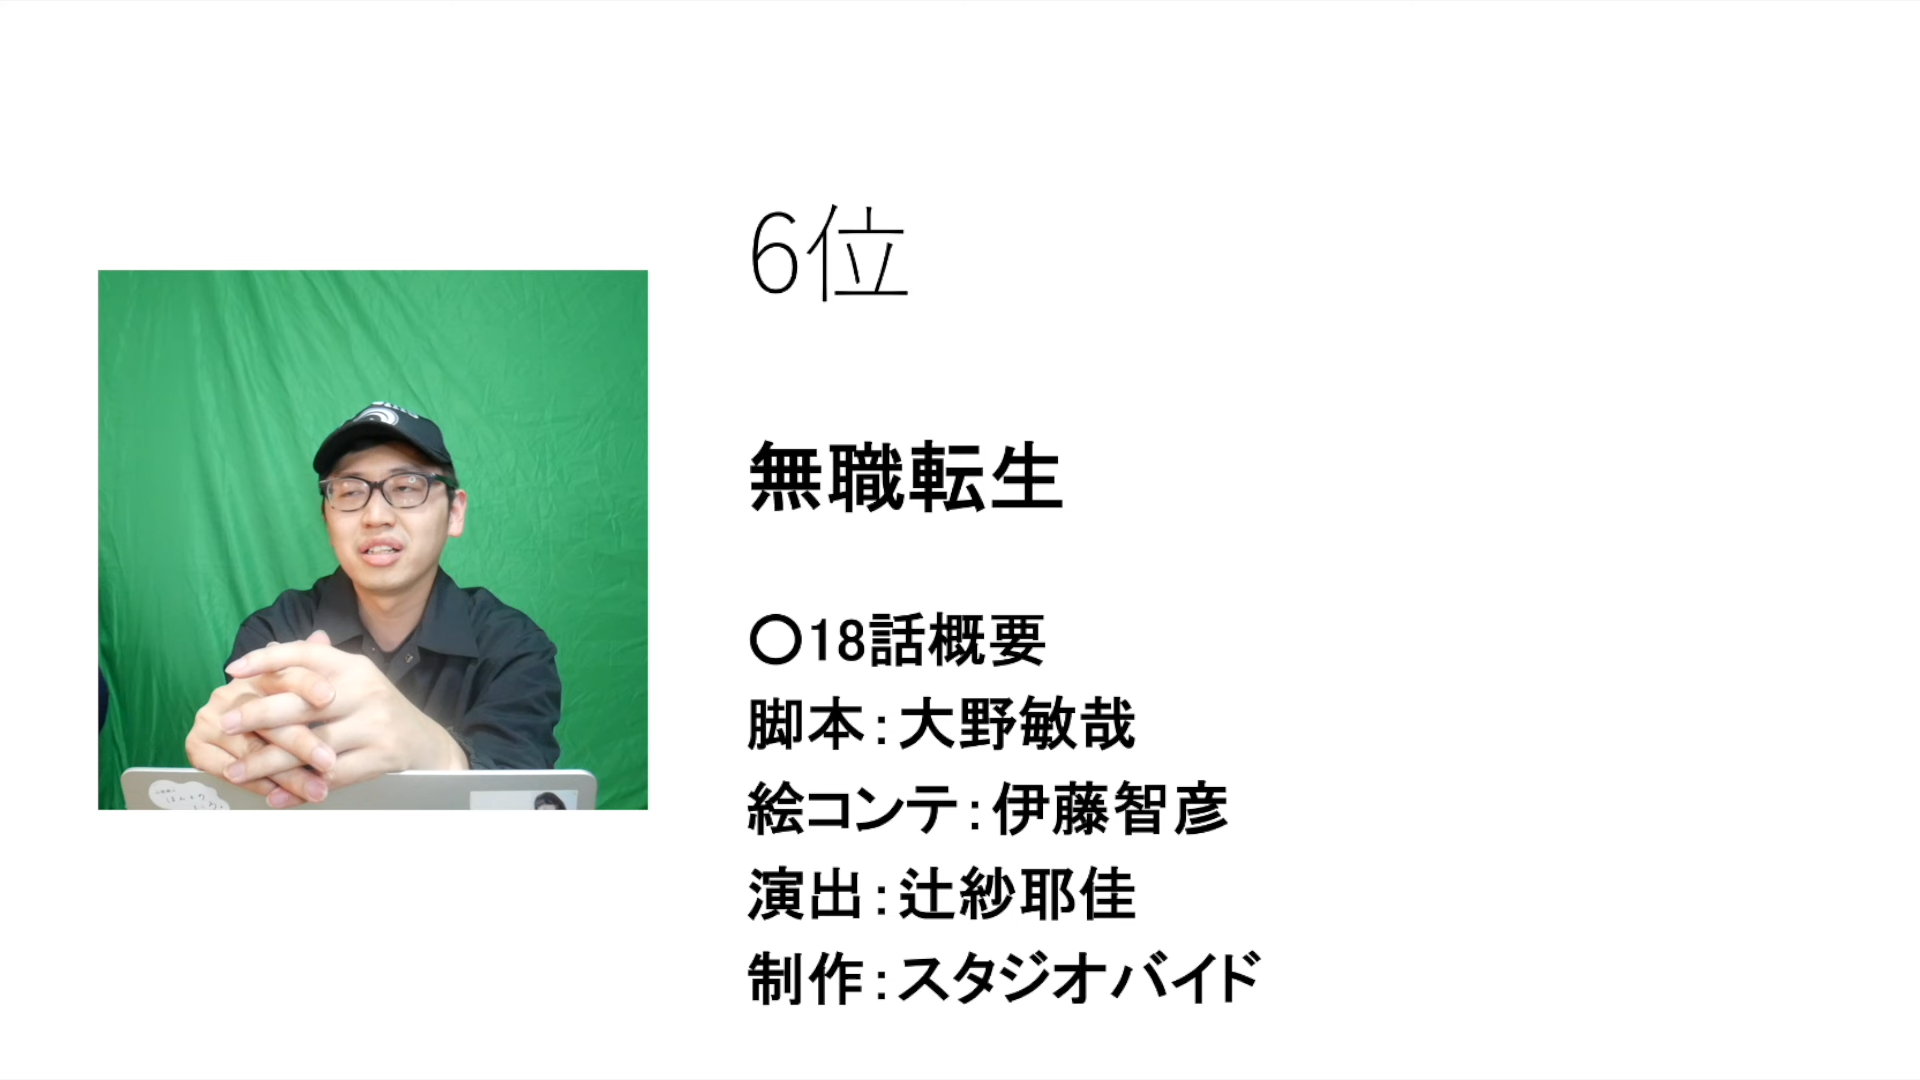 6位
無職転生
〇18話概要
脚本：大野敏哉
絵コンテ：伊藤智彦
演出：辻紗耶佳
制作：スタジオバイド